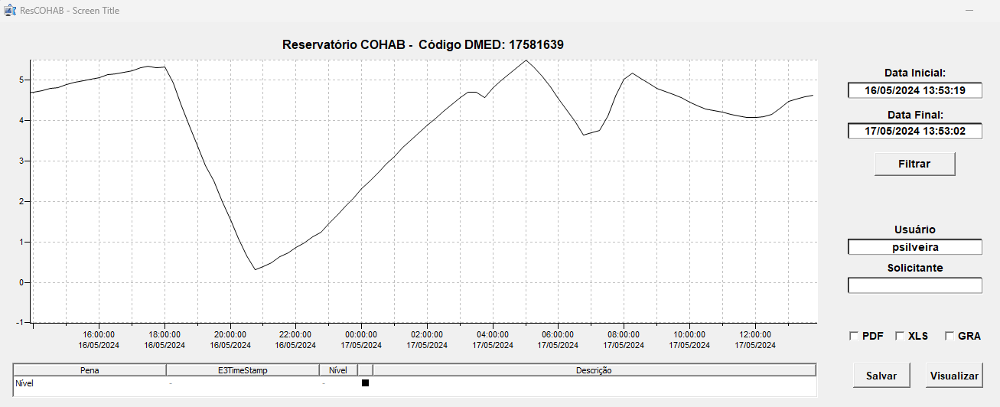 ResCOHAB - Screen Title
Reservatório COHAB - Código DMED: 17581639
5
4
3
2
1
0
-1
16:00:00 18:00:00 20:00:00 22:00:00 00:00:00 02:00:00 04:00:00 06:00:00 08:00:00 10:00:00 12:00:00
16/05/2024 16/05/2024 16/05/2024 16/05/2024 17/05/2024 17/05/2024 17/05/2024 17/05/2024 17/05/2024 17/05/2024 17/05/2024
Pena E3TimeStamp Nível Descrição
Nível - -
Data Inicial:
16/05/2024 13:53:19
Data Final:
17/05/2024 13:53:02
Filtrar
Usuário
psilveira
Solicitante
PDF XLS GRA
Salvar Visualizar